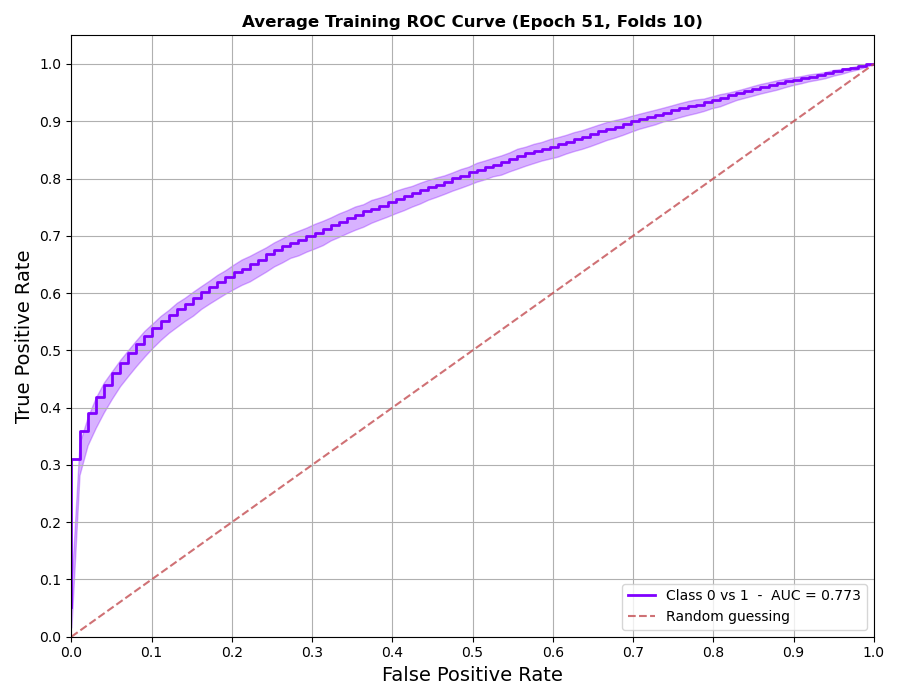 Average Training ROC Curve (Epoch 51, Folds 10)
True Positive Rate
1.0
0.9
0.8
0.7
0.6
0.5
0.4
0.3
0.2
0.1
0.0
Class 0 vs 1 - AUC = 0.773
Random guessing
0.0 0.1 0.2 0.3 0.4 0.5 0.6 0.7 0.8 0.9 1.0
False Positive Rate